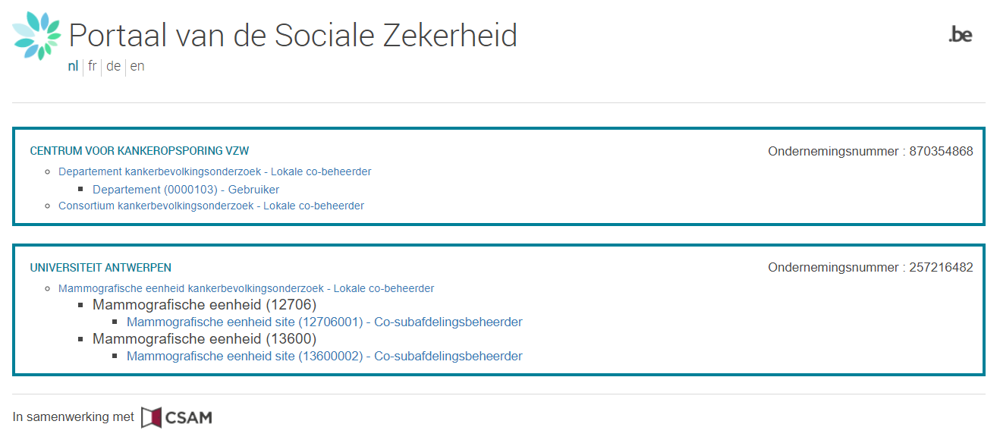 Portaal van de Sociale Zekerheid
.be
nl fr de en
CENTRUM VOOR KANKEROPSPORING VZW Ondernemingsnummer : 870354868
Departement kankerbevolkingsonderzoek - Lokale co-beheerder
Departement (0000103) - Gebruiker
Consortium kankerbevolkingsonderzoek - Lokale co-beheerder
UNIVERSITEIT ANTWERPEN Ondernemingsnummer : 257216482
Mammografische eenheid kankerbevolkingsonderzoek - Lokale co-beheerder
Mammografische eenheid (12706)
Mammografische eenheid site (12706001) - Co-subafdelingsbeheerder
Mammografische eenheid (13600)
Mammografische eenheid site (13600002) - Co-subafdelingsbeheerder
In samenwerking met CSAM